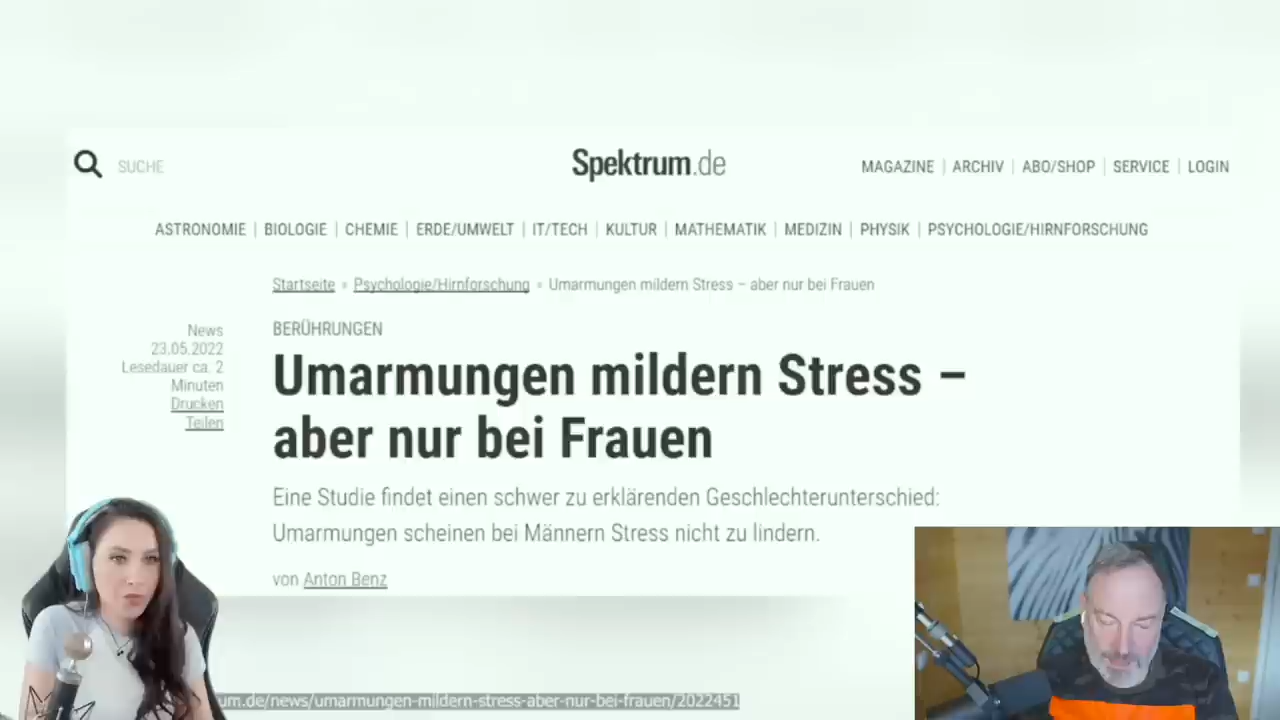 SUCHE
Spektrum.de
MAGAZINE | ARCHIV | ABO/SHOP | SERVICE | LOGIN
ASTRONOMIE | BIOLOGIE | CHEMIE | ERDE/UMWELT | IT/TECH | KULTUR | MATHEMATIK | MEDIZIN | PHYSIK | PSYCHOLOGIE/HIRNFORSCHUNG
Startseite » Psychologie/Hirnforschung » Umarmungen mildern Stress – aber nur bei Frauen
News
23.05.2022
Lesedauer ca. 2
Minuten
Drucken
Teilen
BERÜHRUNGEN
Umarmungen mildern Stress –
aber nur bei Frauen
Eine Studie findet einen schwer zu erklärenden Geschlechterunterschied:
Umarmungen scheinen bei Männern Stress nicht zu lindern.
von Anton Benz
um.de/news/umarmungen-mildern-stress-aber-nur-bei-frauen/2022451